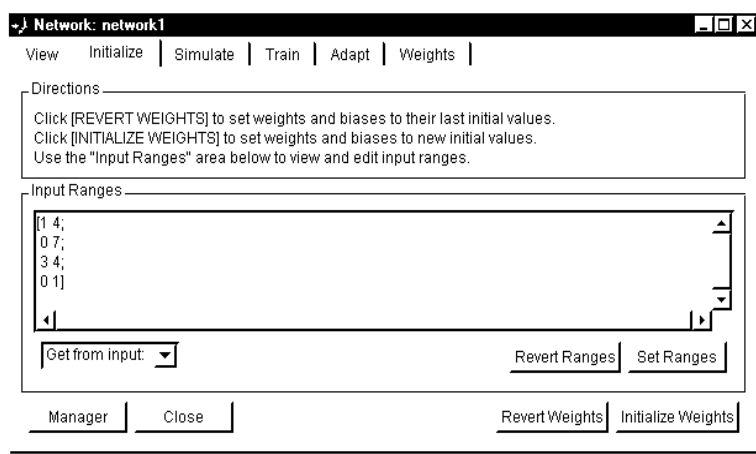 Network: network1
View Initialize Simulate Train Adapt Weights
Directions
Click [REVERT WEIGHTS] to set weights and biases to their last initial values.
Click [INITIALIZE WEIGHTS] to set weights and biases to new initial values.
Use the "Input Ranges" area below to view and edit input ranges.
Input Ranges
[1 4;
0 7;
3 4;
0 1]
Get from input: Revert Ranges Set Ranges
Manager Close Revert Weights Initialize Weights